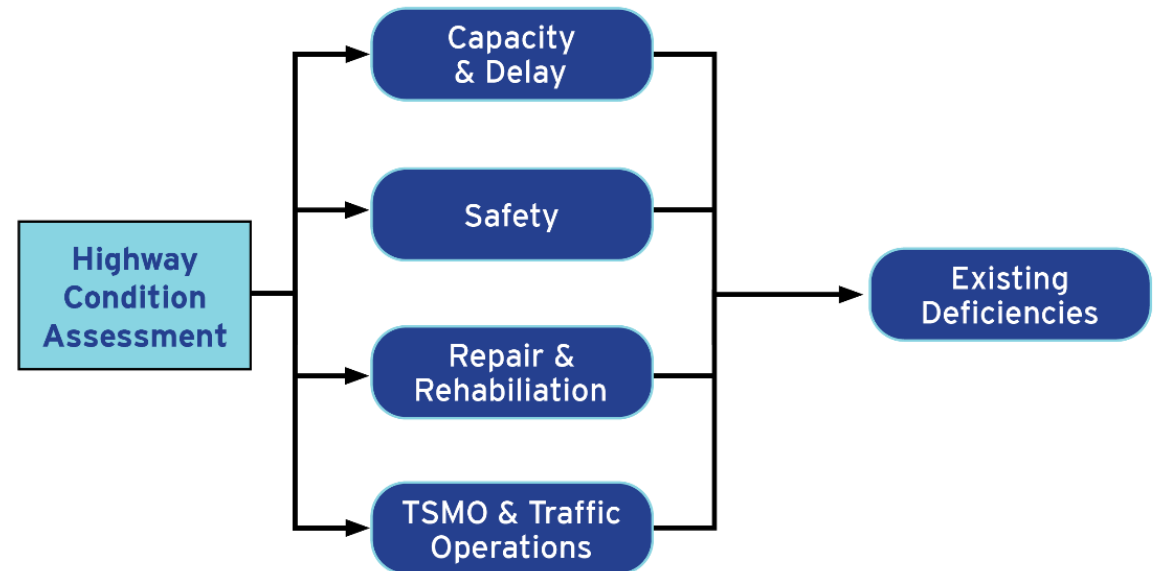 Capacity
& Delay
Safety
Highway
Condition
Assessment
Existing
Deficiencies
Repair &
Rehabiliation
TSMO & Traffic
Operations